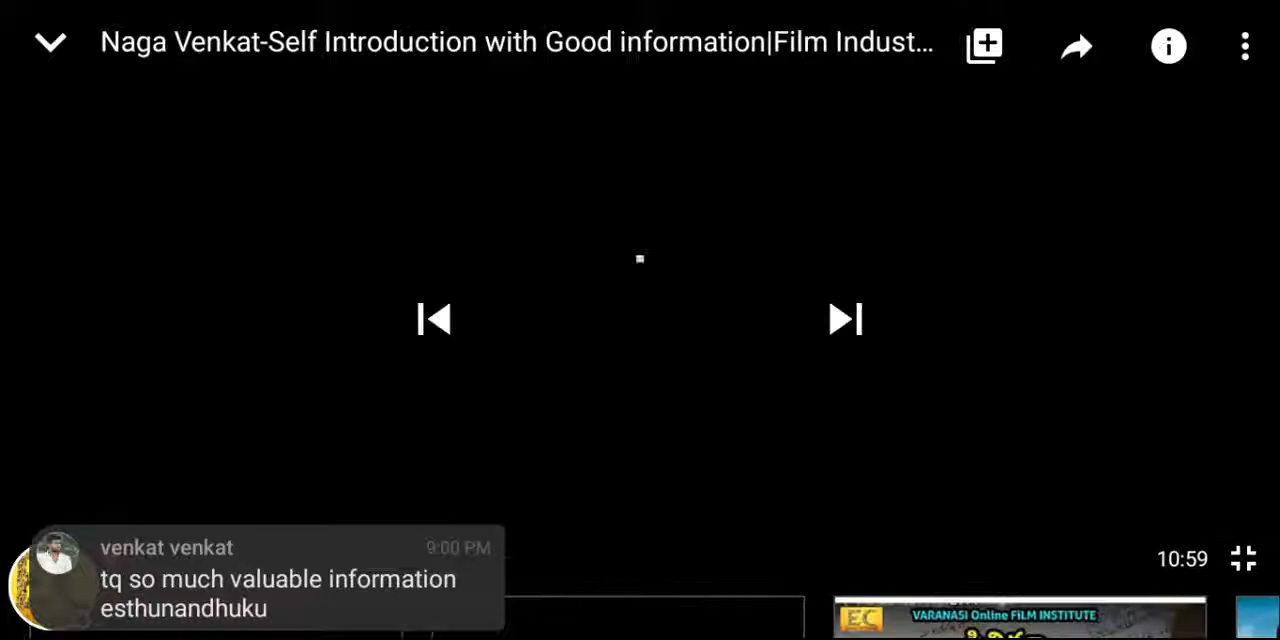 Naga Venkat-Self Introduction with Good information|Film Indust...
venkat venkat 9:00 PM
tq so much valuable information
esthunandhuku
10:59
EC VARANASI Online FiLM INSTITUTE